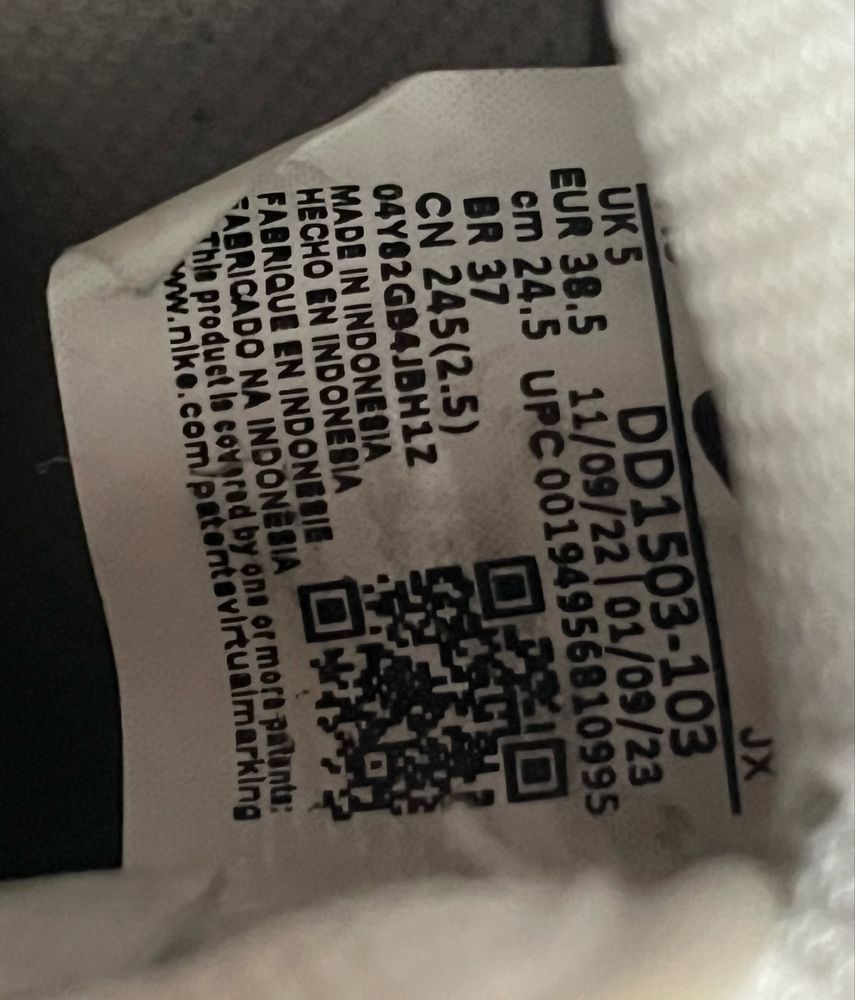 JX
DD1503-103
UK 5
11/09/22 | 01/09/23
EUR 38.5
UPC 00194956810995
cm 24.5
BR 37
CN 245(2.5)
04Y82GB4JBH1Z
MADE IN INDONESIA
HECHO EN INDONESIA
FABRIQUE EN INDONESIE
FABRICADO NA INDONÉSIA
This product is covered by one or more patents:
www.nike.com/patentsvirtualmarking